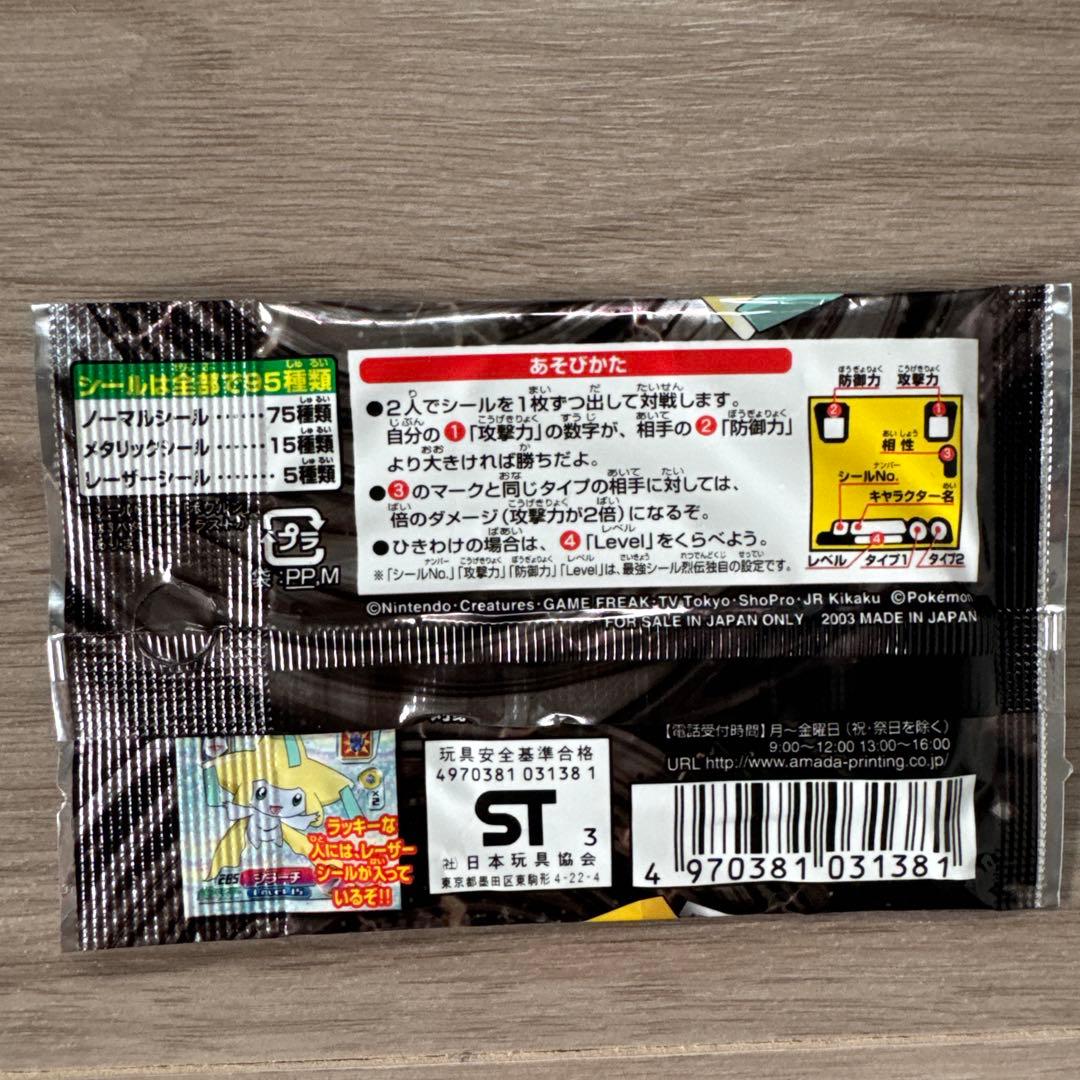 シールは全部で95種類
ノーマルシール……75種類
メタリックシール……15種類
レーザーシール……5種類
プラ
袋:PP,M
あそびかた
●2人でシールを1枚ずつ出して対戦します。
自分の❶「攻撃力」の数字が、相手の❷「防御力」
より大きければ勝ちだよ。
●❸のマークと同じタイプの相手に対しては、
倍のダメージ(攻撃力が2倍)になるぞ。
●ひきわけの場合は、❹「Level」をくらべよう。
※「シールNo.」「攻撃力」「防御力」「Level」は、最強シール烈伝独自の設定です。
防御力 攻撃力
❷ ❶
相性
❸
シールNo.
キャラクター名
❹
レベル タイプ1 タイプ2
©Nintendo・Creatures・GAME FREAK・TV Tokyo・ShoPro・JR Kikaku ©Pokémon
FOR SALE IN JAPAN ONLY 2003 MADE IN JAPAN
×2
ラッキーな
人には、レーザー
シールが入って
いるぞ!!
ジラーチ
玩具安全基準合格
4970381 03138 1
ST 3
(社)日本玩具協会
東京都墨田区東駒形4-22-4
【電話受付時間】月〜金曜日(祝・祭日を除く)
9:00〜12:00 13:00〜16:00
URL http://www.amada-printing.co.jp/
4 970381 031381